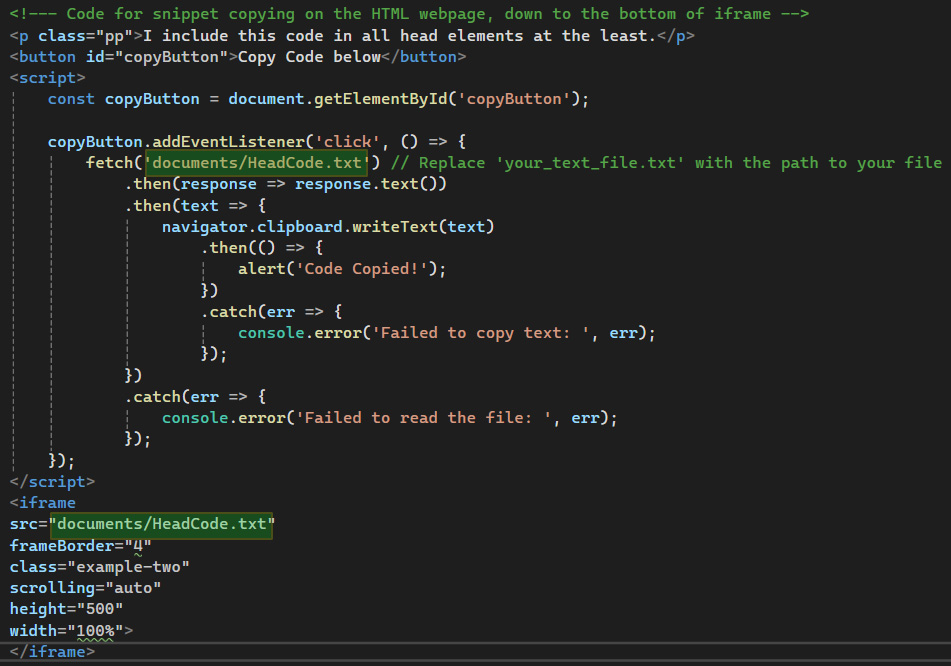 <!--- Code for snippet copying on the HTML webpage, down to the bottom of iframe -->
<p class="pp">I include this code in all head elements at the least.</p>
<button id="copyButton">Copy Code below</button>
<script>
    const copyButton = document.getElementById('copyButton');

    copyButton.addEventListener('click', () => {
        fetch('documents/HeadCode.txt') // Replace 'your_text_file.txt' with the path to your file
            .then(response => response.text())
            .then(text => {
                navigator.clipboard.writeText(text)
                    .then(() => {
                        alert('Code Copied!');
                    })
                    .catch(err => {
                        console.error('Failed to copy text: ', err);
                    });
            })
            .catch(err => {
                console.error('Failed to read the file: ', err);
            });
    });
</script>
<iframe
src="documents/HeadCode.txt"
frameBorder="4"
class="example-two"
scrolling="auto"
height="500"
width="100%">
</iframe>